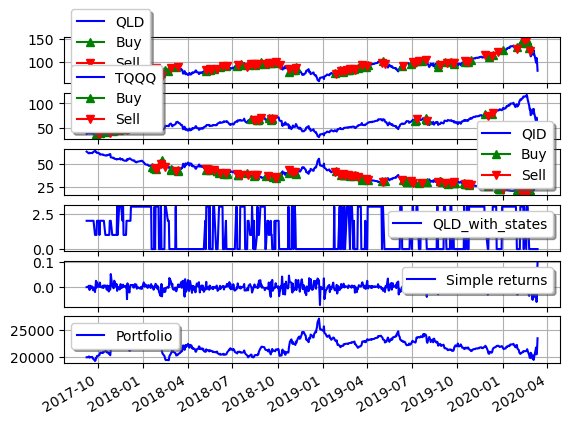 QLD
Buy
Sell
150
100
TQQQ
Buy
Sell
100
50
QID
Buy
Sell
50
25
QLD_with_states
2.5
0.0
Simple returns
0.1
0.0
Portfolio
25000
20000
2017-10 2018-01 2018-04 2018-07 2018-10 2019-01 2019-04 2019-07 2019-10 2020-01 2020-04